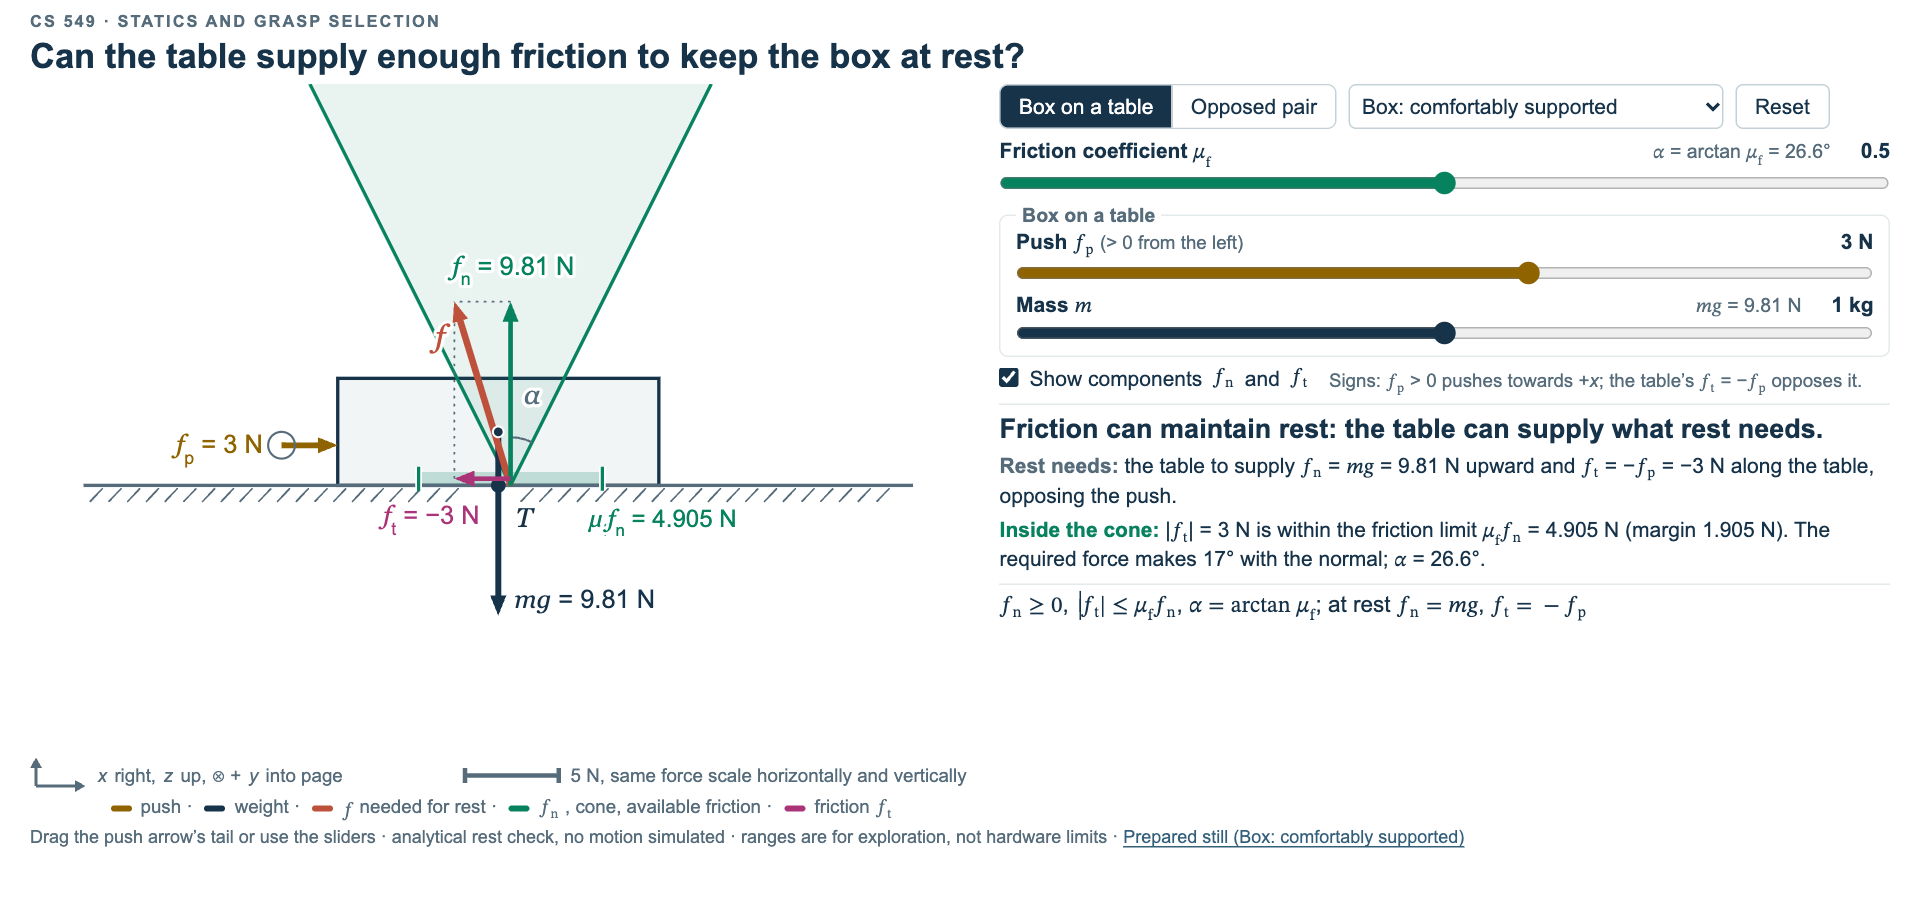 CS 549 · STATICS AND GRASP SELECTION
Can the table supply enough friction to keep the box at rest?
Box on a table
Opposed pair
Box: comfortably supported
Reset
Friction coefficient μf
α = arctan μf = 26.6°
0.5
Box on a table
Push fp (> 0 from the left)
3 N
Mass m
mg = 9.81 N
1 kg
Show components fn and ft
Signs: fp > 0 pushes towards +x; the table's ft = −fp opposes it.
Friction can maintain rest: the table can supply what rest needs.
Rest needs: the table to supply fn = mg = 9.81 N upward and ft = −fp = −3 N along the table,
opposing the push.
Inside the cone: |ft| = 3 N is within the friction limit μf fn = 4.905 N (margin 1.905 N). The
required force makes 17° with the normal; α = 26.6°.
fn ≥ 0, |ft| ≤ μf fn, α = arctan μf; at rest fn = mg, ft = − fp
fn = 9.81 N
f
α
fp = 3 N
ft = −3 N
T
μf fn = 4.905 N
mg = 9.81 N
x right, z up, ⊗ + y into page
5 N, same force scale horizontally and vertically
push · weight · f needed for rest · fn , cone, available friction · friction ft
Drag the push arrow's tail or use the sliders · analytical rest check, no motion simulated · ranges are for exploration, not hardware limits · Prepared still (Box: comfortably supported)